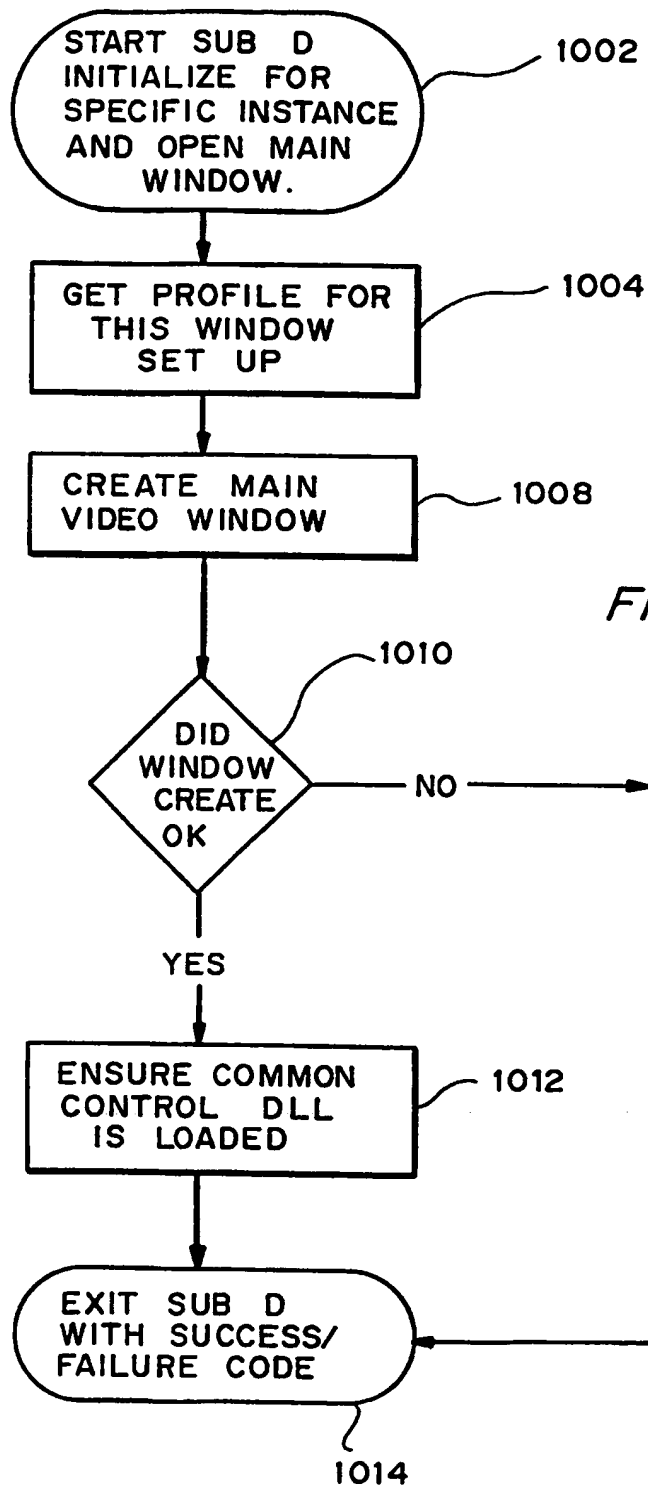 START SUB D
INITIALIZE FOR
SPECIFIC INSTANCE
AND OPEN MAIN
WINDOW.
1002
GET PROFILE FOR
THIS WINDOW
SET UP
1004
CREATE MAIN
VIDEO WINDOW
1008
1010
DID
WINDOW
CREATE
OK
NO
YES
ENSURE COMMON
CONTROL DLL
IS LOADED
1012
EXIT SUB D
WITH SUCCESS/
FAILURE CODE
1014